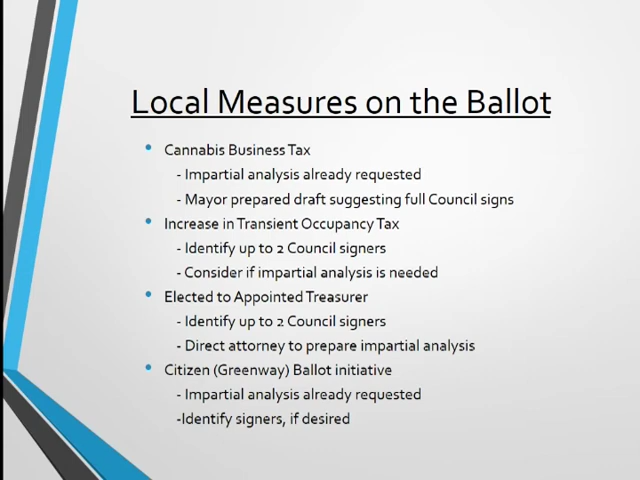 Local Measures on the Ballot
• Cannabis Business Tax
- Impartial analysis already requested
- Mayor prepared draft suggesting full Council signs
• Increase in Transient Occupancy Tax
- Identify up to 2 Council signers
- Consider if impartial analysis is needed
• Elected to Appointed Treasurer
- Identify up to 2 Council signers
- Direct attorney to prepare impartial analysis
• Citizen (Greenway) Ballot initiative
- Impartial analysis already requested
-Identify signers, if desired